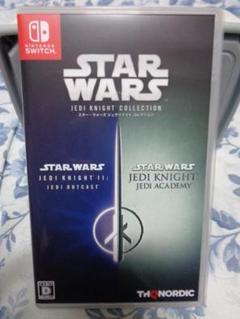 NINTENDO
SWITCH
STAR
WARS
JEDI KNIGHT COLLECTION
スター・ウォーズ ジェダイナイト コレクション
STAR WARS
JEDI KNIGHT II:
JEDI OUTCAST
STAR WARS
JEDI KNIGHT
JEDI ACADEMY
CERO
D
THQ NORDIC